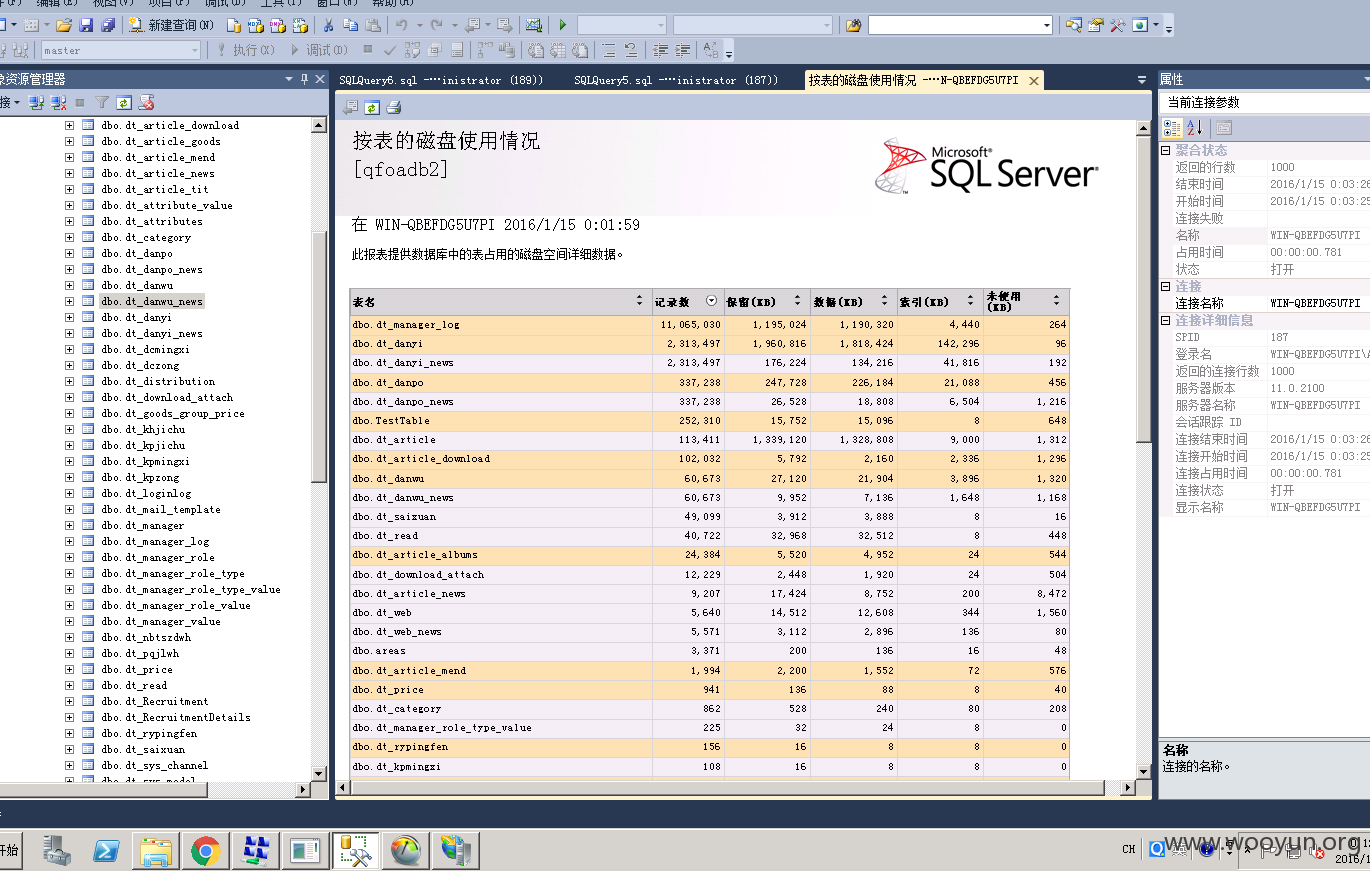 编辑(E) 视图(V) 项目(P) 调试(D) 工具(T) 窗口(W) 帮助(H)
新建查询(N)
master
执行(X) 调试(D)
资源管理器
SQLQuery6.sql -···inistrator (189))
SQLQuery5.sql -···inistrator (187))
按表的磁盘使用情况 -···N-QBEFDG5U7PI
属性
当前连接参数
dbo.dt_article_download
dbo.dt_article_goods
dbo.dt_article_mend
dbo.dt_article_news
dbo.dt_article_tit
dbo.dt_attribute_value
dbo.dt_attributes
dbo.dt_category
dbo.dt_danpo
dbo.dt_danpo_news
dbo.dt_danwu
dbo.dt_danwu_news
dbo.dt_danyi
dbo.dt_danyi_news
dbo.dt_dcmingxi
dbo.dt_dczong
dbo.dt_distribution
dbo.dt_download_attach
dbo.dt_goods_group_price
dbo.dt_khjichu
dbo.dt_kpjichu
dbo.dt_kpmingxi
dbo.dt_kpzong
dbo.dt_loginlog
dbo.dt_mail_template
dbo.dt_manager
dbo.dt_manager_log
dbo.dt_manager_role
dbo.dt_manager_role_type
dbo.dt_manager_role_type_value
dbo.dt_manager_role_value
dbo.dt_manager_value
dbo.dt_nbtszdwh
dbo.dt_pqjlwh
dbo.dt_price
dbo.dt_read
dbo.dt_Recruitment
dbo.dt_RecruitmentDetails
dbo.dt_rypingfen
dbo.dt_saixuan
dbo.dt_sys_channel
dbo.dt_sys_model
按表的磁盘使用情况
[qfoadb2]
Microsoft®
SQL Server®
在 WIN-QBEFDG5U7PI 2016/1/15 0:01:59
此报表提供数据库中的表占用的磁盘空间详细数据。
表名 记录数 保留(KB) 数据(KB) 索引(KB) 未使用(KB)
dbo.dt_manager_log 11,065,030 1,195,024 1,190,320 4,440 264
dbo.dt_danyi 2,313,497 1,960,816 1,818,424 142,296 96
dbo.dt_danyi_news 2,313,497 176,224 134,216 41,816 192
dbo.dt_danpo 337,238 247,728 226,184 21,088 456
dbo.dt_danpo_news 337,238 26,528 18,808 6,504 1,216
dbo.TestTable 252,310 15,752 15,096 8 648
dbo.dt_article 113,411 1,339,120 1,328,808 9,000 1,312
dbo.dt_article_download 102,032 5,792 2,160 2,336 1,296
dbo.dt_danwu 60,673 27,120 21,904 3,896 1,320
dbo.dt_danwu_news 60,673 9,952 7,136 1,648 1,168
dbo.dt_saixuan 49,099 3,912 3,888 8 16
dbo.dt_read 40,722 32,968 32,512 8 448
dbo.dt_article_albums 24,384 5,520 4,952 24 544
dbo.dt_download_attach 12,229 2,448 1,920 24 504
dbo.dt_article_news 9,207 17,424 8,752 200 8,472
dbo.dt_web 5,640 14,512 12,608 344 1,560
dbo.dt_web_news 5,571 3,112 2,896 136 80
dbo.areas 3,371 200 136 16 48
dbo.dt_article_mend 1,994 2,200 1,552 72 576
dbo.dt_price 941 136 88 8 40
dbo.dt_category 862 528 240 80 208
dbo.dt_manager_role_type_value 225 32 24 8 0
dbo.dt_rypingfen 156 16 8 8 0
dbo.dt_kpmingxi 108 16 8 8 0
聚合状态
返回的行数 1000
结束时间 2016/1/15 0:03:26
开始时间 2016/1/15 0:03:25
连接失败
名称 WIN-QBEFDG5U7PI
占用时间 00:00:00.781
状态 打开
连接
连接名称 WIN-QBEFDG5U7PI
连接详细信息
SPID 187
登录名 WIN-QBEFDG5U7PI\A
返回的连接行数 1000
服务器版本 11.0.2100
服务器名称 WIN-QBEFDG5U7PI
会话跟踪 ID
连接结束时间 2016/1/15 0:03:26
连接开始时间 2016/1/15 0:03:25
连接占用时间 00:00:00.781
连接状态 打开
显示名称 WIN-QBEFDG5U7PI
名称
连接的名称。
开始
CH
www.wooyun.org
2016/1